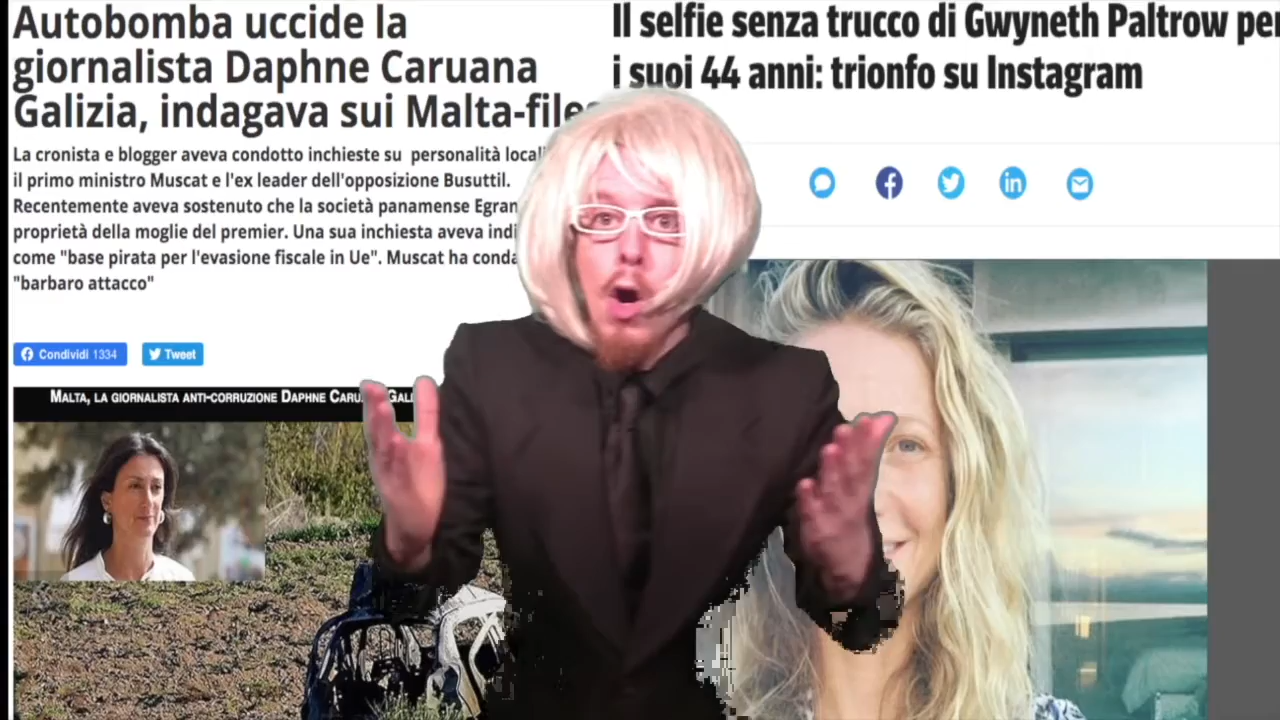 Autobomba uccide la
giornalista Daphne Caruana
Galizia, indagava sui Malta-files
La cronista e blogger aveva condotto inchieste su personalità locali
il primo ministro Muscat e l'ex leader dell'opposizione Busuttil.
Recentemente aveva sostenuto che la società panamense Egran
proprietà della moglie del premier. Una sua inchiesta aveva indi
come "base pirata per l'evasione fiscale in Ue". Muscat ha conda
"barbaro attacco"
Condividi 1334
Tweet
MALTA, LA GIORNALISTA ANTI-CORRUZIONE DAPHNE CARU GALI
Il selfie senza trucco di Gwyneth Paltrow per
i suoi 44 anni: trionfo su Instagram